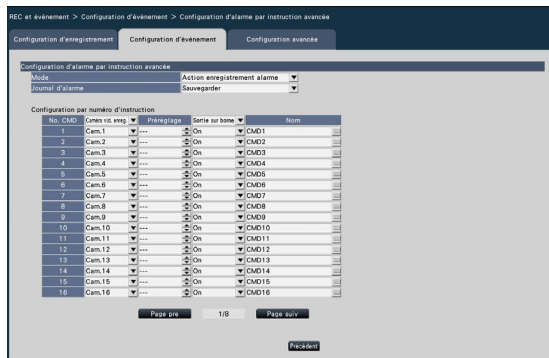 REC et événement > Configuration d'évènement > Configuration d'alarme par instruction avancée
Configuration d'enregistrement Configuration d'évènement Configuration avancée
Configuration d'alarme par instruction avancée
Mode Action enregistrement alarme
Journal d'alarme Sauvegarder
Configuration par numéro d'instruction
No. CMD Caméra vid. enreg. Préréglage Sortie sur borne Nom
1 Cam.1 --- On CMD1
2 Cam.2 --- On CMD2
3 Cam.3 --- On CMD3
4 Cam.4 --- On CMD4
5 Cam.5 --- On CMD5
6 Cam.6 --- On CMD6
7 Cam.7 --- On CMD7
8 Cam.8 --- On CMD8
9 Cam.9 --- On CMD9
10 Cam.10 --- On CMD10
11 Cam.11 --- On CMD11
12 Cam.12 --- On CMD12
13 Cam.13 --- On CMD13
14 Cam.14 --- On CMD14
15 Cam.15 --- On CMD15
16 Cam.16 --- On CMD16
Page pre 1/8 Page suiv
Précédent